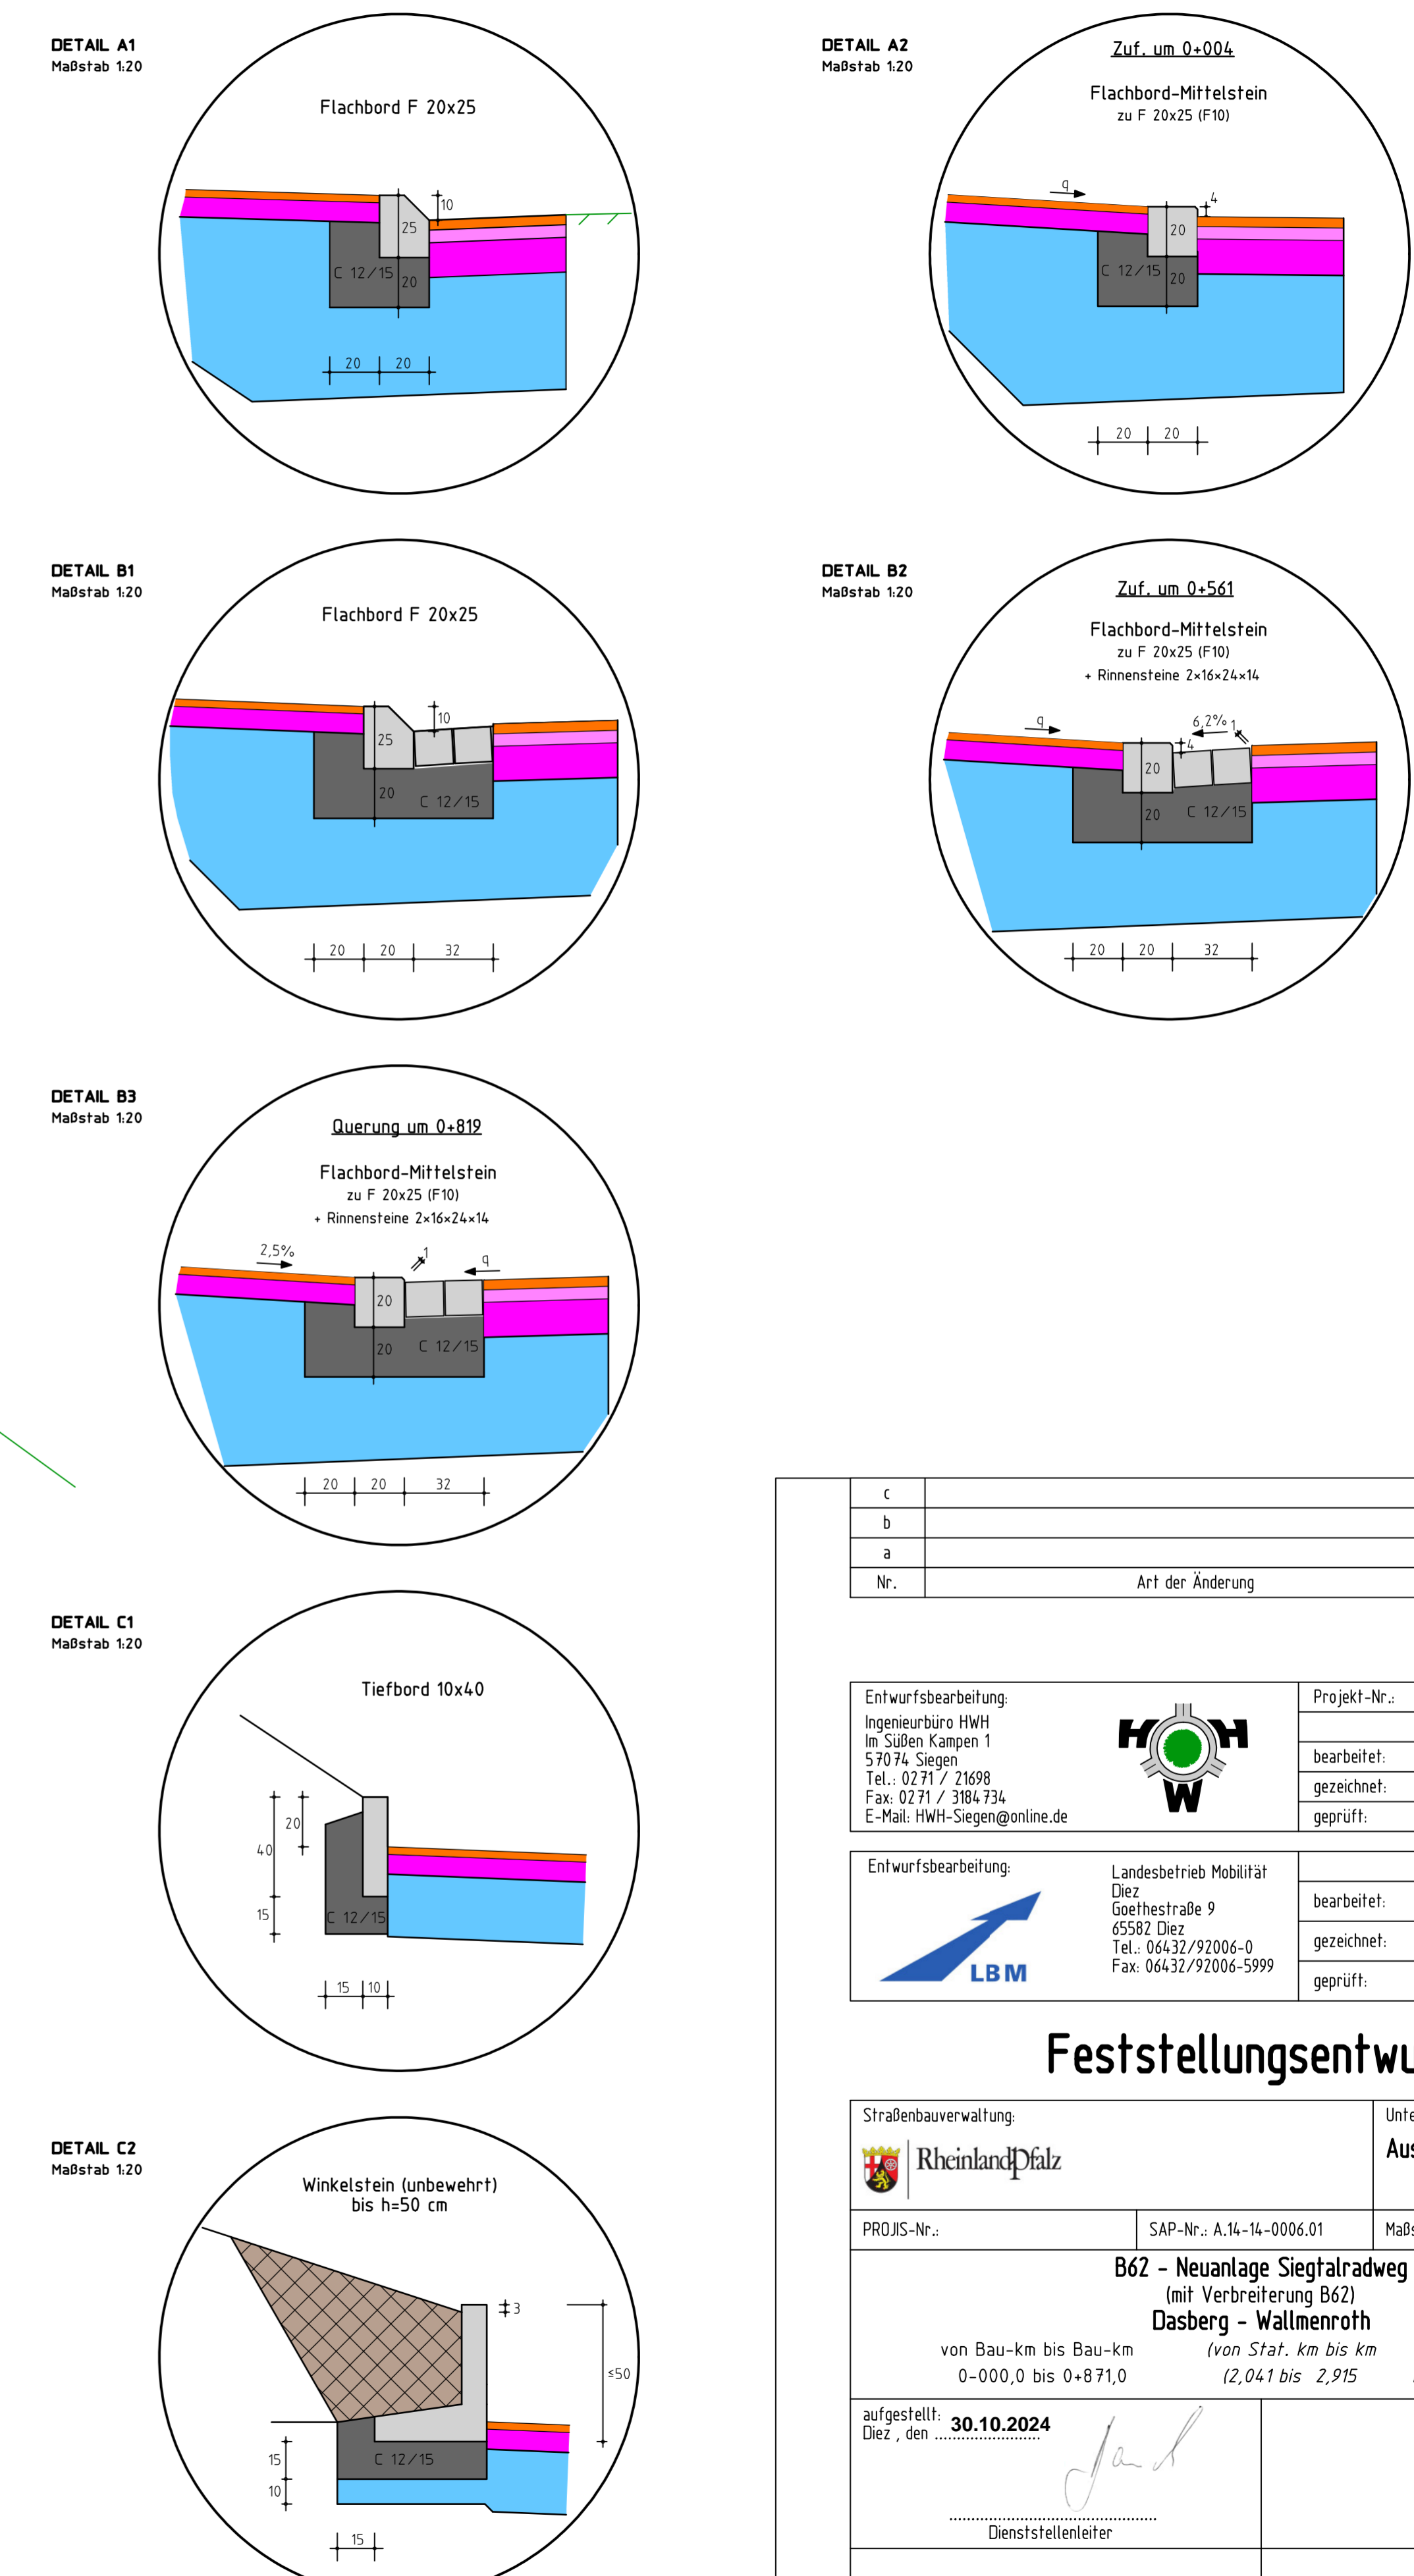 DETAIL A1
Maßstab 1:20
Flachbord F 20x25
10
25
C 12/15
20
20 20
DETAIL A2
Maßstab 1:20
Zuf. um 0+004
Flachbord-Mittelstein
zu F 20x25 (F10)
q
4
20
C 12/15
20
20 20
DETAIL B1
Maßstab 1:20
Flachbord F 20x25
10
25
20
C 12/15
20 20 32
DETAIL B2
Maßstab 1:20
Zuf. um 0+561
Flachbord-Mittelstein
zu F 20x25 (F10)
+ Rinnensteine 2×16×24×14
q
6,2%
1
4
20
20
C 12/15
20 20 32
DETAIL B3
Maßstab 1:20
Querung um 0+819
Flachbord-Mittelstein
zu F 20x25 (F10)
+ Rinnensteine 2×16×24×14
2,5%
1
q
20
20
C 12/15
20 20 32
DETAIL C1
Maßstab 1:20
Tiefbord 10x40
20
40
15
C 12/15
15 10
DETAIL C2
Maßstab 1:20
Winkelstein (unbewehrt)
bis h=50 cm
3
≤50
15
C 12/15
10
15
c
b
a
Nr. Art der Änderung
Entwurfsbearbeitung:
Ingenieurbüro HWH
Im Süßen Kampen 1
57074 Siegen
Tel.: 0271 / 21698
Fax: 0271 / 3184734
E-Mail: HWH-Siegen@online.de
H H
W
Projekt-Nr.:
bearbeitet:
gezeichnet:
geprüft:
Entwurfsbearbeitung:
LBM
Landesbetrieb Mobilität
Diez
Goethestraße 9
65582 Diez
Tel.: 06432/92006-0
Fax: 06432/92006-5999
bearbeitet:
gezeichnet:
geprüft:
Feststellungsentwu
Straßenbauverwaltung:
RheinlandPfalz
Unte
Aus
PROJIS-Nr.:
SAP-Nr.: A.14-14-0006.01
Maßs
B62 - Neuanlage Siegtalradweg
(mit Verbreiterung B62)
Dasberg - Wallmenroth
von Bau-km bis Bau-km (von Stat. km bis km
0-000,0 bis 0+871,0 (2,041 bis 2,915
aufgestellt:
Diez , den 30.10.2024
Dienststellenleiter